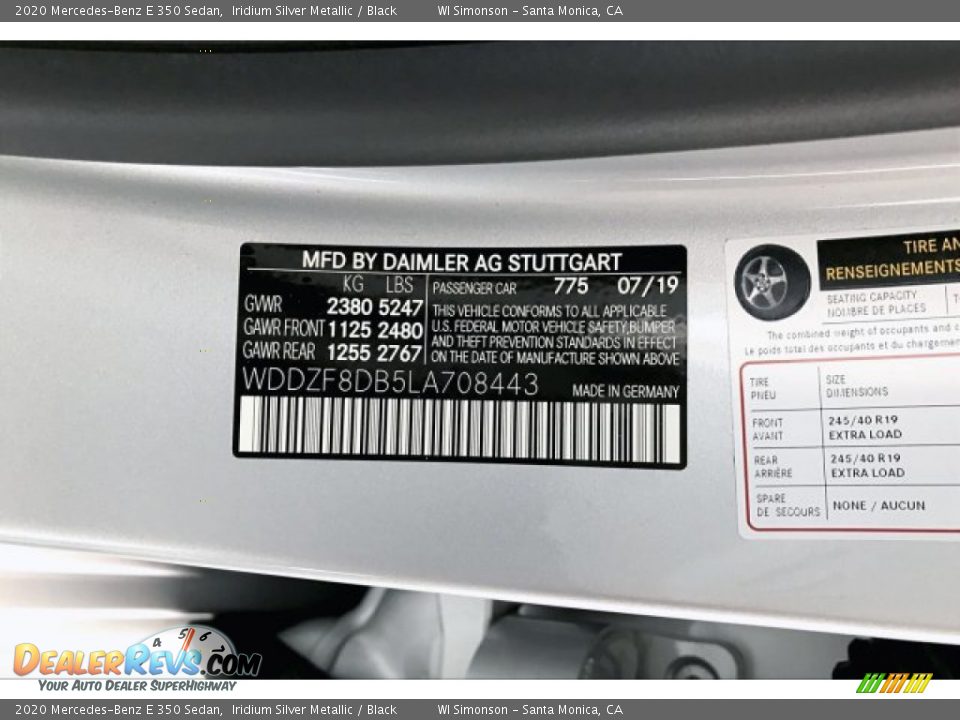 2020 Mercedes-Benz E 350 Sedan, Iridium Silver Metallic / Black WI Simonson - Santa Monica, CA
MFD BY DAIMLER AG STUTTGART
KG LBS
GVWR 2380 5247
GAWR FRONT 1125 2480
GAWR REAR 1255 2767
PASSENGER CAR 775 07/19
THIS VEHICLE CONFORMS TO ALL APPLICABLE
U.S. FEDERAL MOTOR VEHICLE SAFETY,BUMPER
AND THEFT PREVENTION STANDARDS IN EFFECT
ON THE DATE OF MANUFACTURE SHOWN ABOVE
WDDZF8DB5LA708443 MADE IN GERMANY
TIRE
RENSEIGNEMENTS
SEATING CAPACITY
NOMBRE DE PLACES
The combined weight of occupants and
Le poids total des occupants et du chargement
TIRE SIZE
PNEU DIMENSIONS
FRONT 245/40 R19
AVANT EXTRA LOAD
REAR 245/40 R19
ARRIÈRE EXTRA LOAD
SPARE
DE SECOURS NONE / AUCUN
4 5 6
DealerRevs.com
Your Auto Dealer SuperHighway
2020 Mercedes-Benz E 350 Sedan, Iridium Silver Metallic / Black WI Simonson - Santa Monica, CA